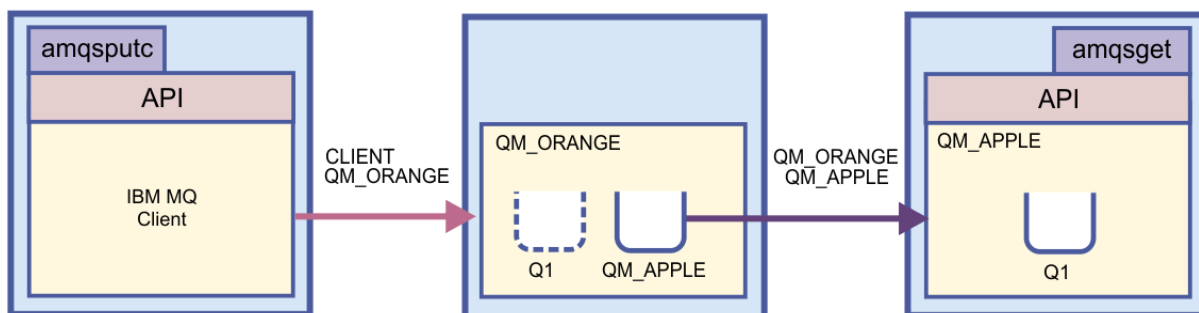 amqsputc
API
IBM MQ
Client
CLIENT
QM_ORANGE
QM_ORANGE
Q1
QM_APPLE
QM_ORANGE
QM_APPLE
amqsget
API
QM_APPLE
Q1